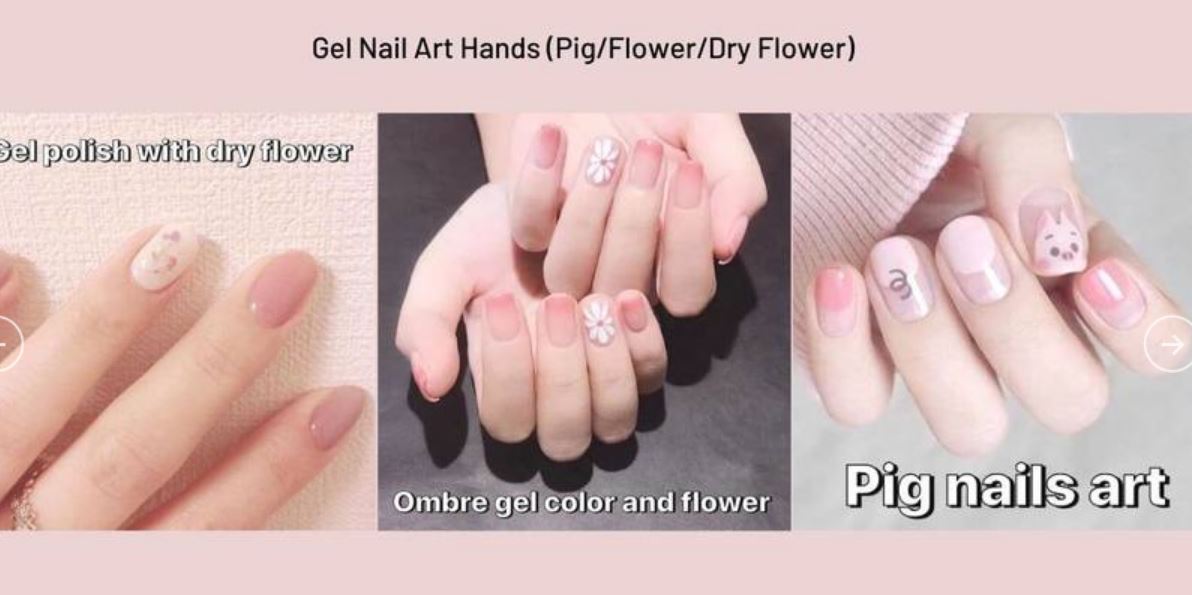 Gel Nail Art Hands (Pig/Flower/Dry Flower)
Gel polish with dry flower
Ombre gel color and flower
Pig nails art